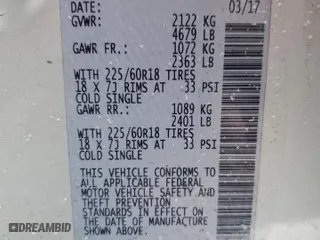 DATE: 03/17
GVWR: 2122 KG
4679 LB
GAWR FR.: 1072 KG
2363 LB
WITH 225/60R18 TIRES
18 X 7J RIMS AT 33 PSI
COLD SINGLE
GAWR RR.: 1089 KG
2401 LB
WITH 225/60R18 TIRES
18 X 7J RIMS AT 33 PSI
COLD SINGLE
THIS VEHICLE CONFORMS TO
ALL APPLICABLE FEDERAL
MOTOR VEHICLE SAFETY AND
THEFT PREVENTION
STANDARDS IN EFFECT ON
THE DATE OF MANUFACTURE
DREAMBID